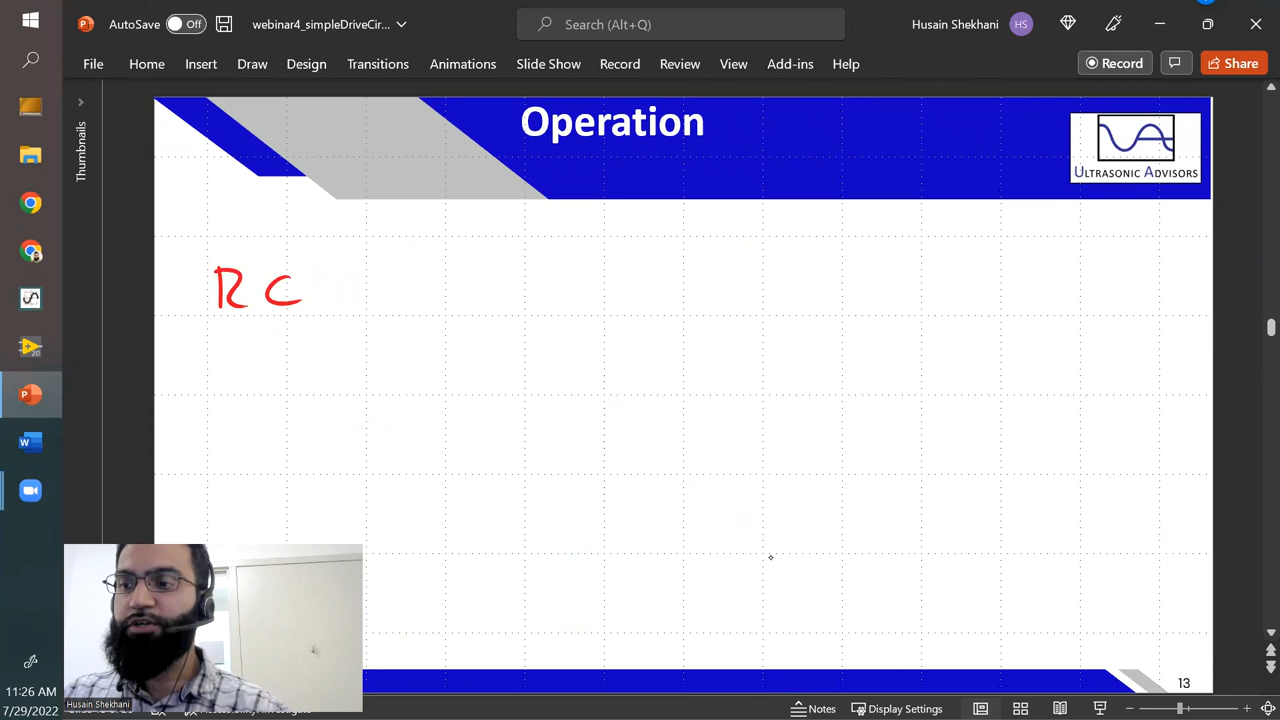 AutoSave Off webinar4_simpleDriveCir... Search (Alt+Q) Husain Shekhani HS
File Home Insert Draw Design Transitions Animations Slide Show Record Review View Add-ins Help Record Share
Thumbnails
Operation
ULTRASONIC ADVISORS
R C
20
13
Husain Shekhani
11:26 AM
7/29/2022
Notes Display Settings